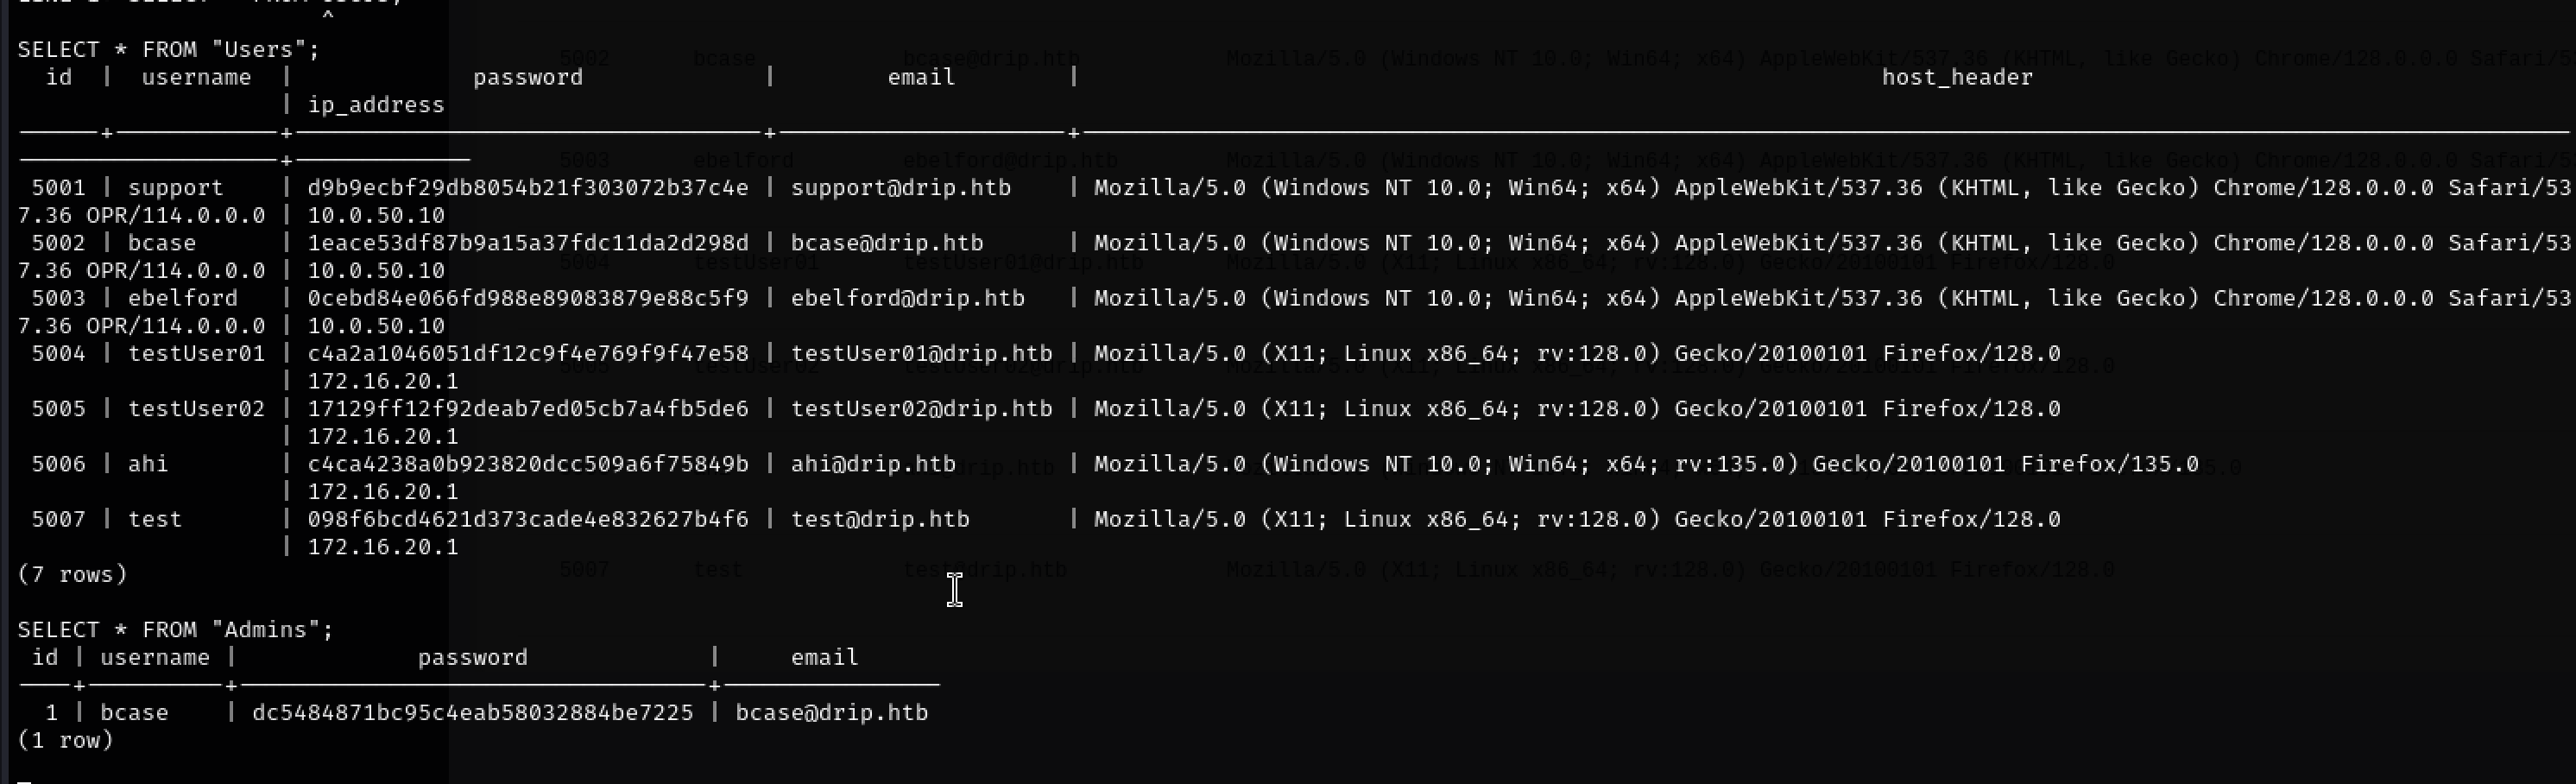 SELECT * FROM "Users";
id | username | password | email | host_header
| ip_address
5001 | support | d9b9ecbf29db8054b21f303072b37c4e | support@drip.htb | Mozilla/5.0 (Windows NT 10.0; Win64; x64) AppleWebKit/537.36 (KHTML, like Gecko) Chrome/128.0.0.0 Safari/53
7.36 OPR/114.0.0.0 | 10.0.50.10
5002 | bcase | 1eace53df87b9a15a37fdc11da2d298d | bcase@drip.htb | Mozilla/5.0 (Windows NT 10.0; Win64; x64) AppleWebKit/537.36 (KHTML, like Gecko) Chrome/128.0.0.0 Safari/53
7.36 OPR/114.0.0.0 | 10.0.50.10
5003 | ebelford | 0cebd84e066fd988e89083879e88c5f9 | ebelford@drip.htb | Mozilla/5.0 (Windows NT 10.0; Win64; x64) AppleWebKit/537.36 (KHTML, like Gecko) Chrome/128.0.0.0 Safari/53
7.36 OPR/114.0.0.0 | 10.0.50.10
5004 | testUser01 | c4a2a1046051df12c9f4e769f9f47e58 | testUser01@drip.htb | Mozilla/5.0 (X11; Linux x86_64; rv:128.0) Gecko/20100101 Firefox/128.0
| 172.16.20.1
5005 | testUser02 | 17129ff12f92deab7ed05cb7a4fb5de6 | testUser02@drip.htb | Mozilla/5.0 (X11; Linux x86_64; rv:128.0) Gecko/20100101 Firefox/128.0
| 172.16.20.1
5006 | ahi | c4ca4238a0b923820dcc509a6f75849b | ahi@drip.htb | Mozilla/5.0 (Windows NT 10.0; Win64; x64; rv:135.0) Gecko/20100101 Firefox/135.0
| 172.16.20.1
5007 | test | 098f6bcd4621d373cade4e832627b4f6 | test@drip.htb | Mozilla/5.0 (X11; Linux x86_64; rv:128.0) Gecko/20100101 Firefox/128.0
| 172.16.20.1
(7 rows)
SELECT * FROM "Admins";
id | username | password | email
1 | bcase | dc5484871bc95c4eab58032884be7225 | bcase@drip.htb
(1 row)